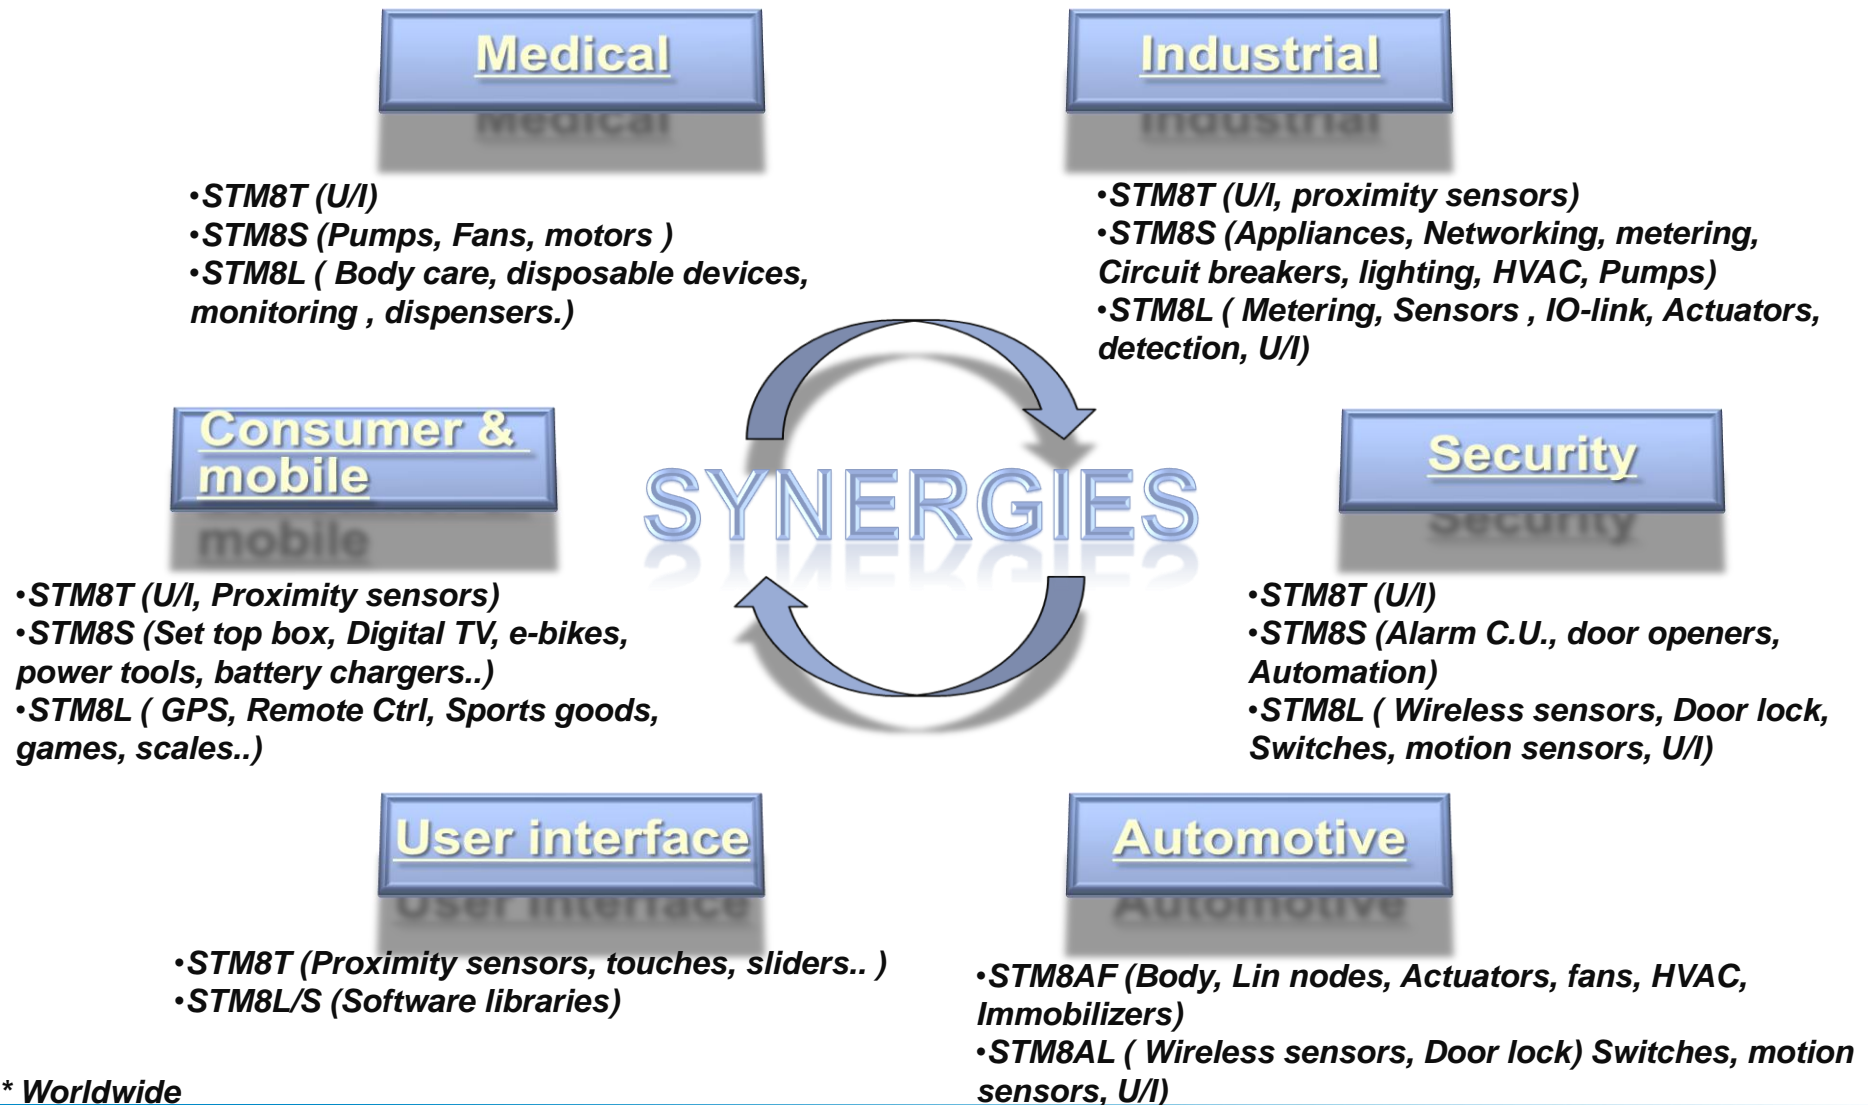 Medical
•STM8T (U/I)
•STM8S (Pumps, Fans, motors )
•STM8L ( Body care, disposable devices,
monitoring , dispensers.)
Industrial
•STM8T (U/I, proximity sensors)
•STM8S (Appliances, Networking, metering,
Circuit breakers, lighting, HVAC, Pumps)
•STM8L ( Metering, Sensors , IO-link, Actuators,
detection, U/I)
Consumer &
mobile
•STM8T (U/I, Proximity sensors)
•STM8S (Set top box, Digital TV, e-bikes,
power tools, battery chargers..)
•STM8L ( GPS, Remote Ctrl, Sports goods,
games, scales..)
SYNERGIES
Security
•STM8T (U/I)
•STM8S (Alarm C.U., door openers,
Automation)
•STM8L ( Wireless sensors, Door lock,
Switches, motion sensors, U/I)
User interface
•STM8T (Proximity sensors, touches, sliders.. )
•STM8L/S (Software libraries)
Automotive
•STM8AF (Body, Lin nodes, Actuators, fans, HVAC,
Immobilizers)
•STM8AL ( Wireless sensors, Door lock) Switches, motion
sensors, U/I)
* Worldwide